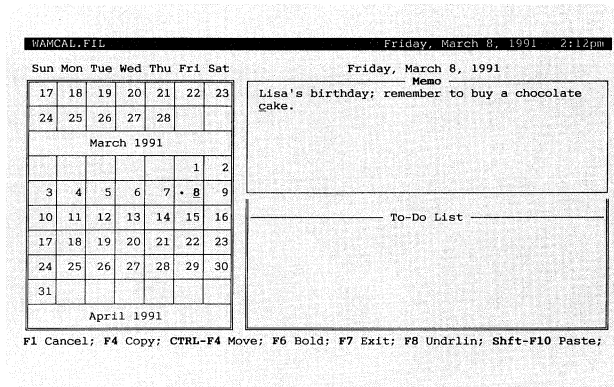 WAMCAL.FIL Friday, March 8, 1991 2:12pm
Sun Mon Tue Wed Thu Fri Sat
17 18 19 20 21 22 23
24 25 26 27 28
March 1991
1 2
3 4 5 6 7 • 8 9
10 11 12 13 14 15 16
17 18 19 20 21 22 23
24 25 26 27 28 29 30
31
April 1991
Friday, March 8, 1991
Memo
Lisa's birthday; remember to buy a chocolate
cake.
To-Do List
F1 Cancel; F4 Copy; CTRL-F4 Move; F6 Bold; F7 Exit; F8 Undrlin; Shft-F10 Paste;